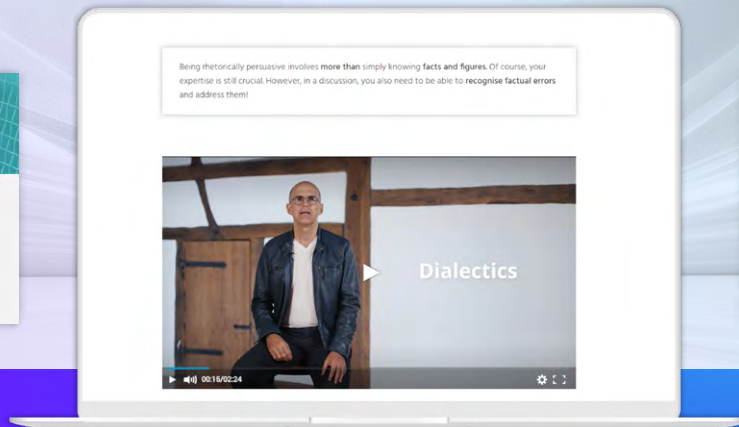 Being rhetorically persuasive involves more than simply knowing facts and figures. Of course, your
expertise is still crucial. However, in a discussion, you also need to be able to recognise factual errors
and address them!
Dialectics
00:15/02:24